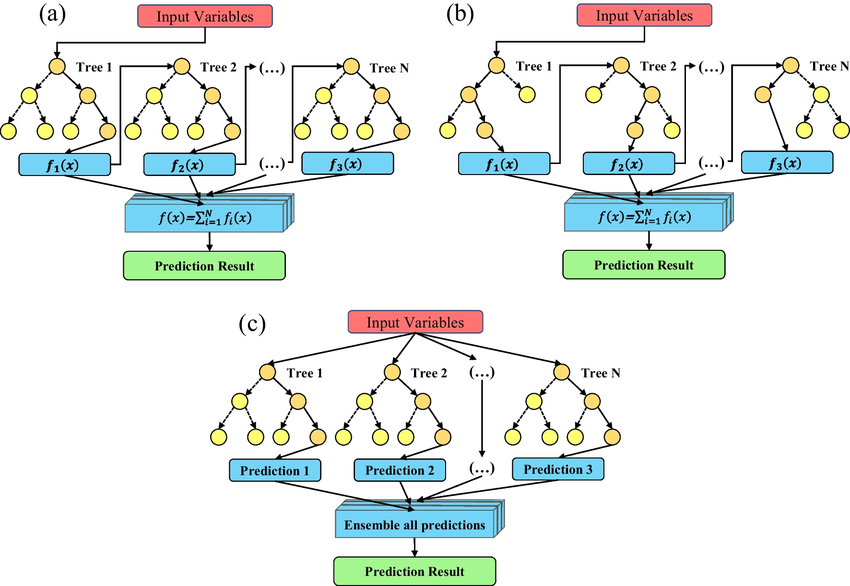 (a)
Input Variables
Tree 1
Tree 2
(...)
Tree N
f₁(x)
f₂(x)
(...)
f₃(x)
f(x)=∑ᵢ₌₁ᴺ fᵢ(x)
Prediction Result
(b)
Input Variables
Tree 1
Tree 2
(...)
Tree N
f₁(x)
f₂(x)
(...)
f₃(x)
f(x)=∑ᵢ₌₁ᴺ fᵢ(x)
Prediction Result
(c)
Input Variables
Tree 1
Tree 2
(...)
Tree N
Prediction 1
Prediction 2
(...)
Prediction 3
Ensemble all predictions
Prediction Result